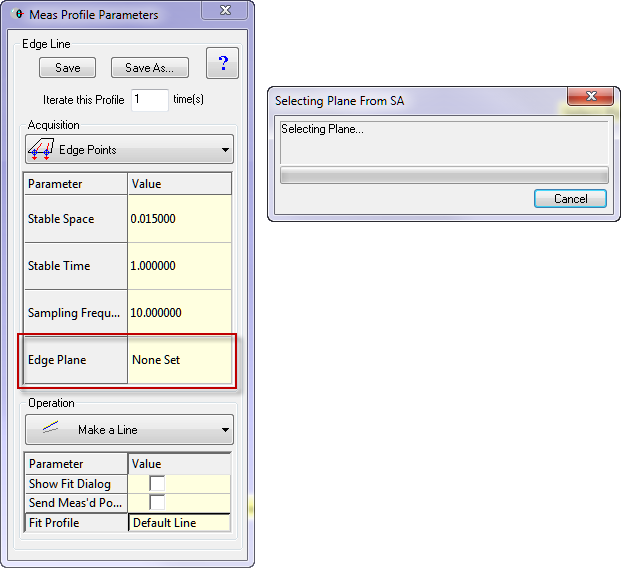 Meas Profile Parameters
Edge Line
Save
Save As...
?
Iterate this Profile 1 time(s)
Acquisition
Edge Points
Parameter Value
Stable Space 0.015000
Stable Time 1.000000
Sampling Frequ... 10.000000
Edge Plane None Set
Operation
Make a Line
Parameter Value
Show Fit Dialog
Send Meas'd Po...
Fit Profile Default Line
Selecting Plane From SA
Selecting Plane...
Cancel